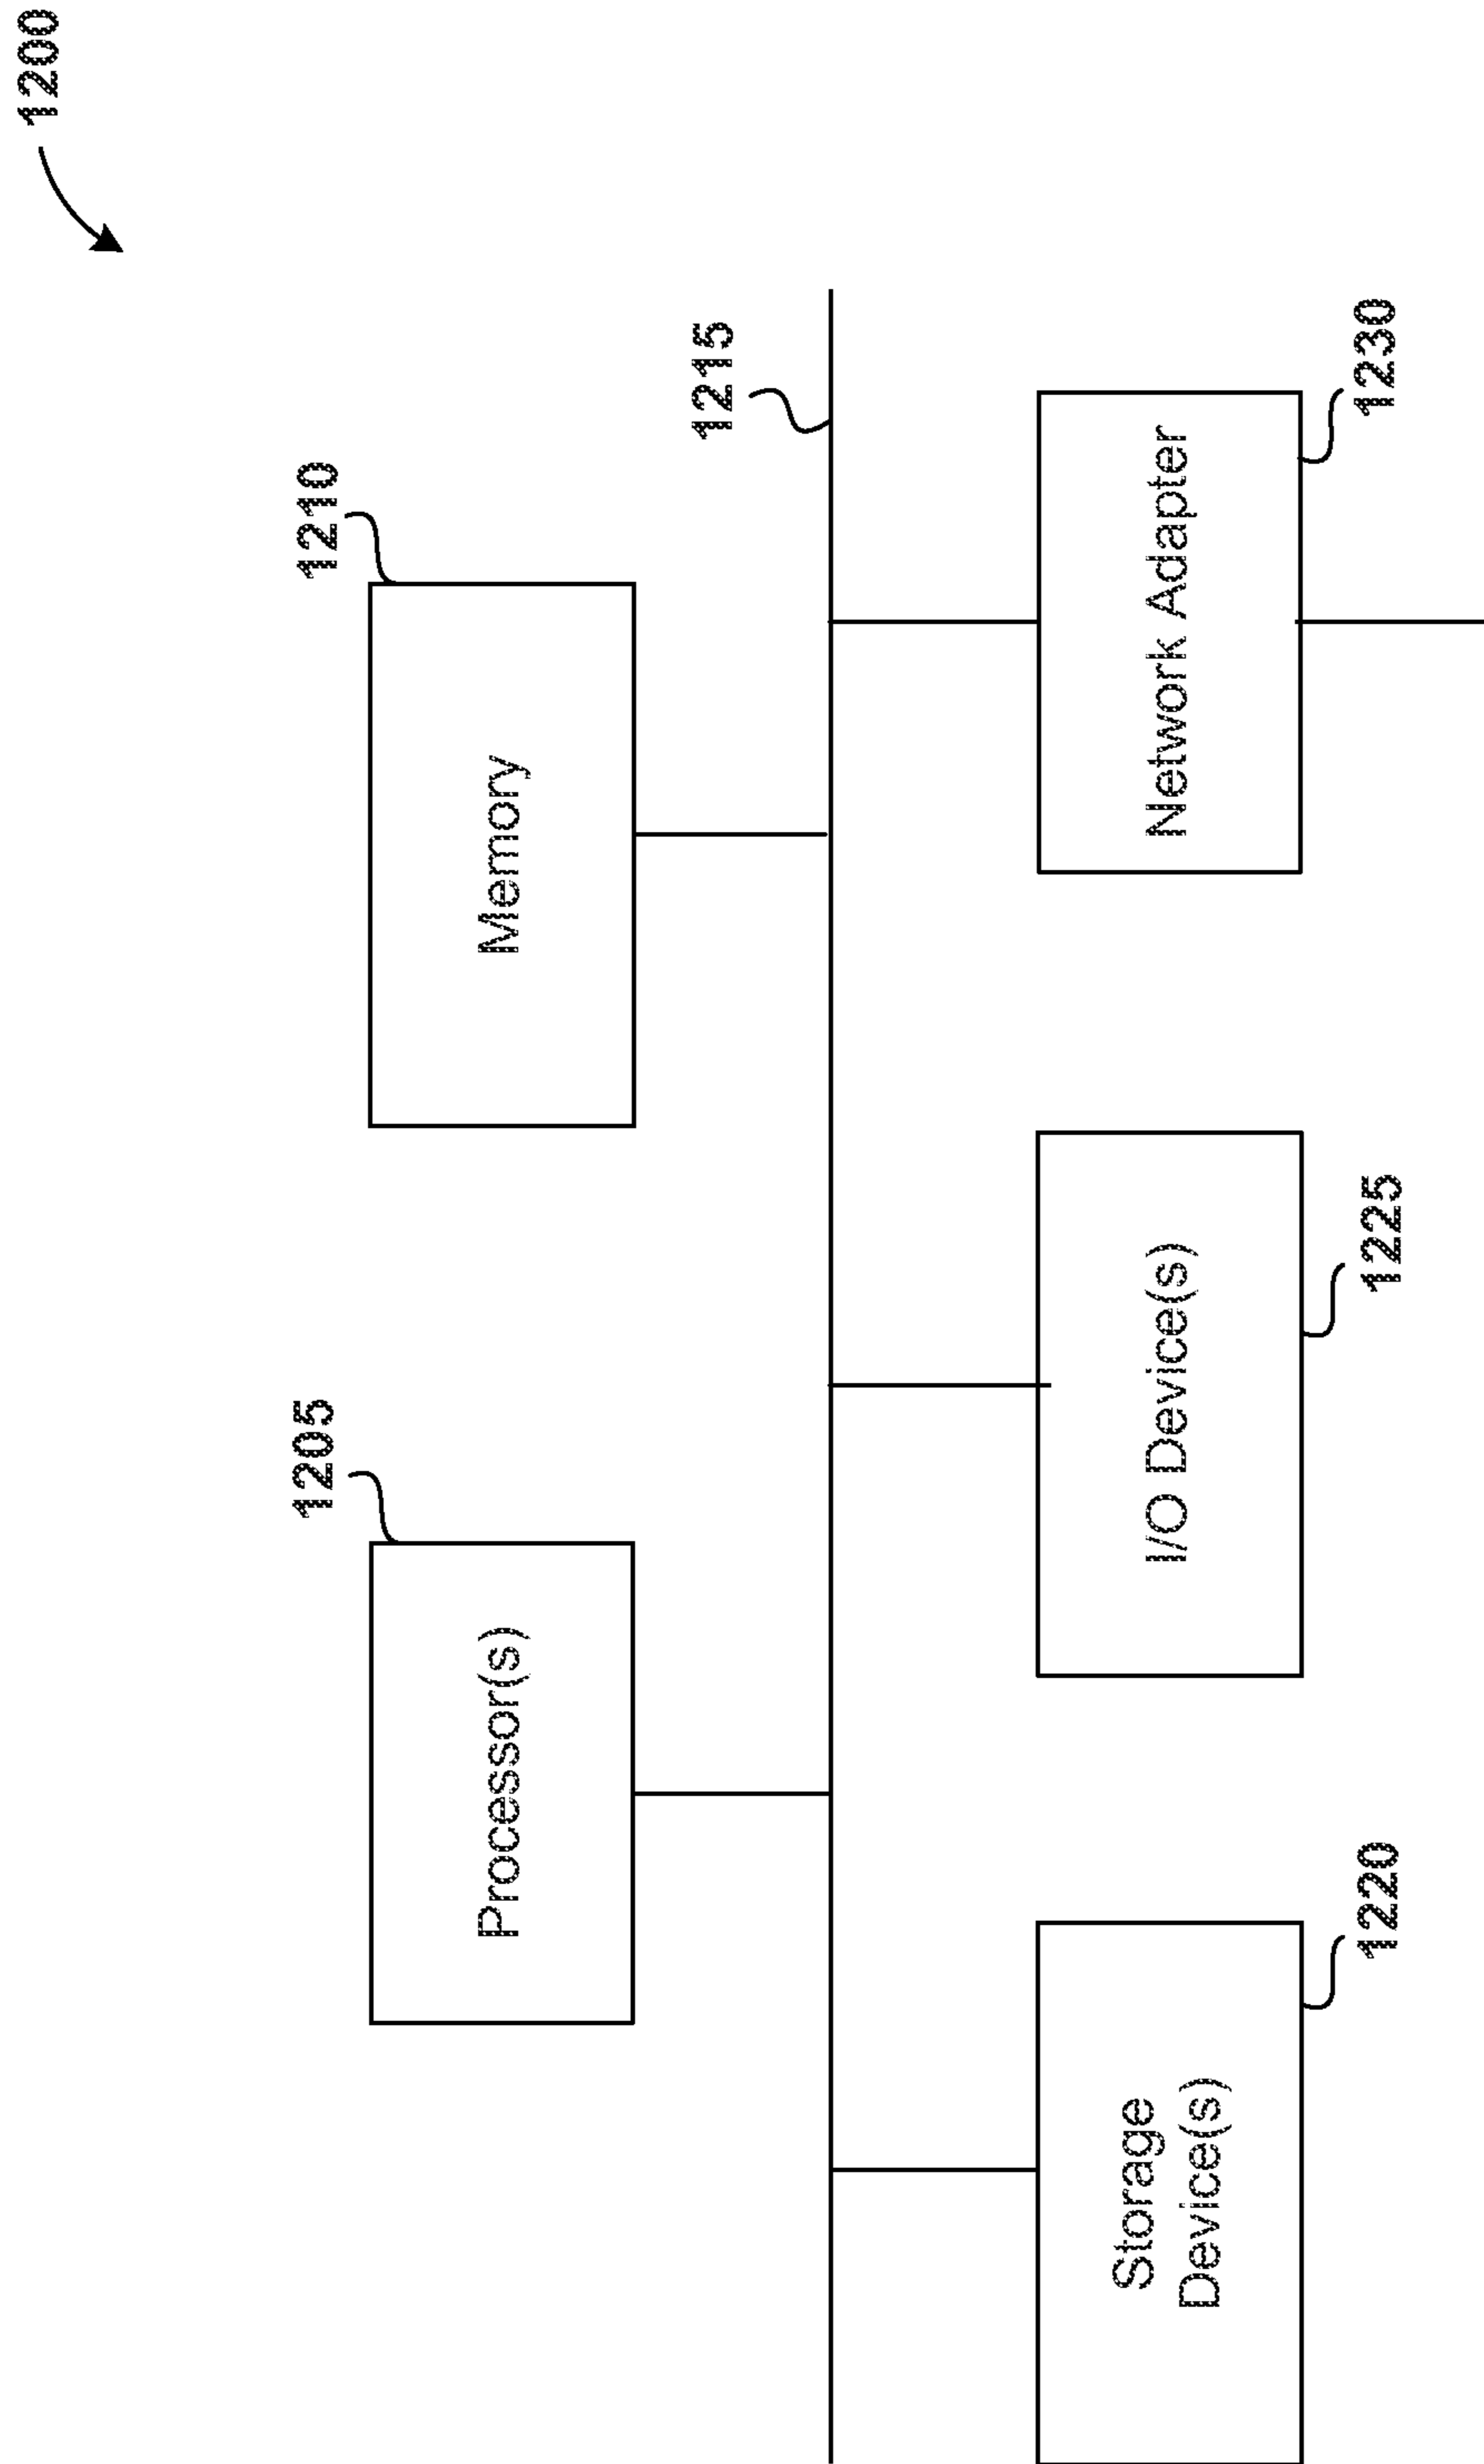 1200
1205
1210
Processor(s)
Memory
1215
Storage
Device(s)
I/O Device(s)
Network Adapter
1220
1225
1230